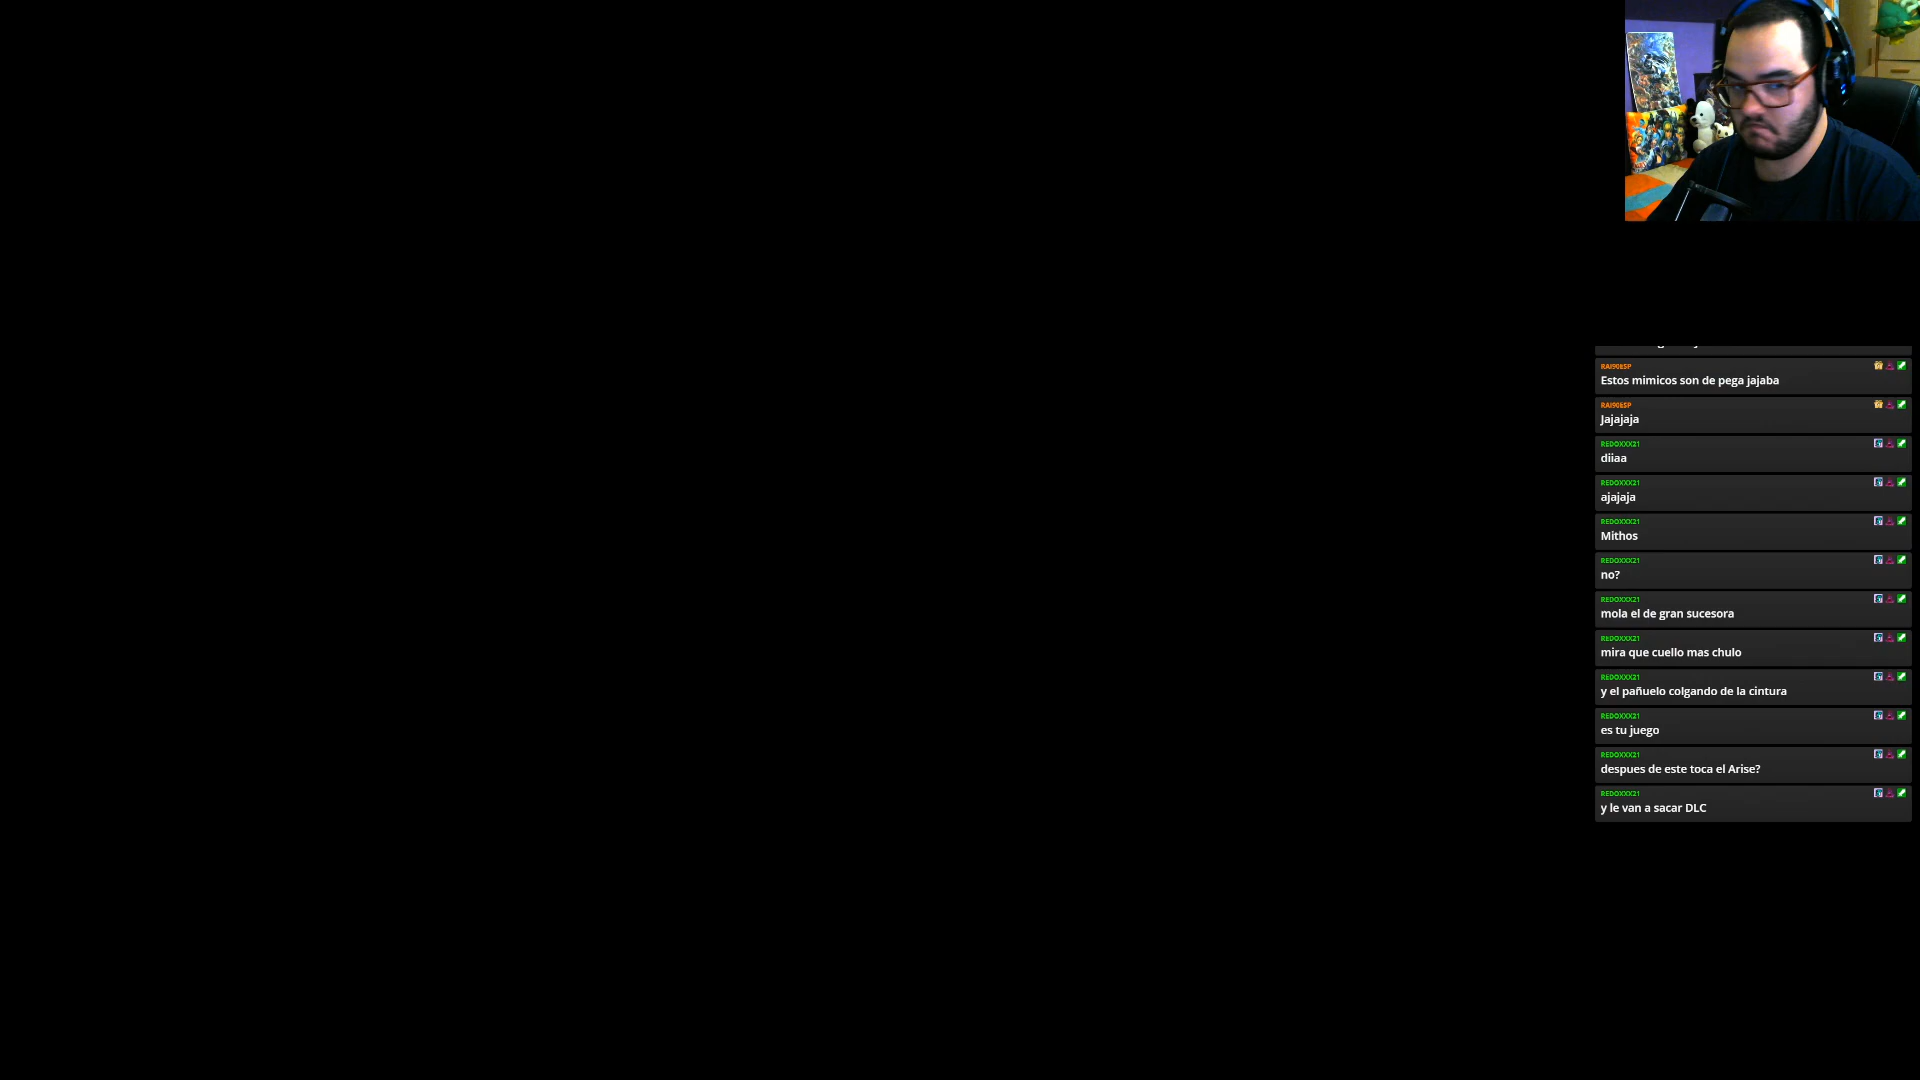 RAI90ESP
Estos mimicos son de pega jajaba
RAI90ESP
Jajajaja
REDOXXX21
diiaa
REDOXXX21
ajajaja
REDOXXX21
Mithos
REDOXXX21
no?
REDOXXX21
mola el de gran sucesora
REDOXXX21
mira que cuello mas chulo
REDOXXX21
y el pañuelo colgando de la cintura
REDOXXX21
es tu juego
REDOXXX21
despues de este toca el Arise?
REDOXXX21
y le van a sacar DLC